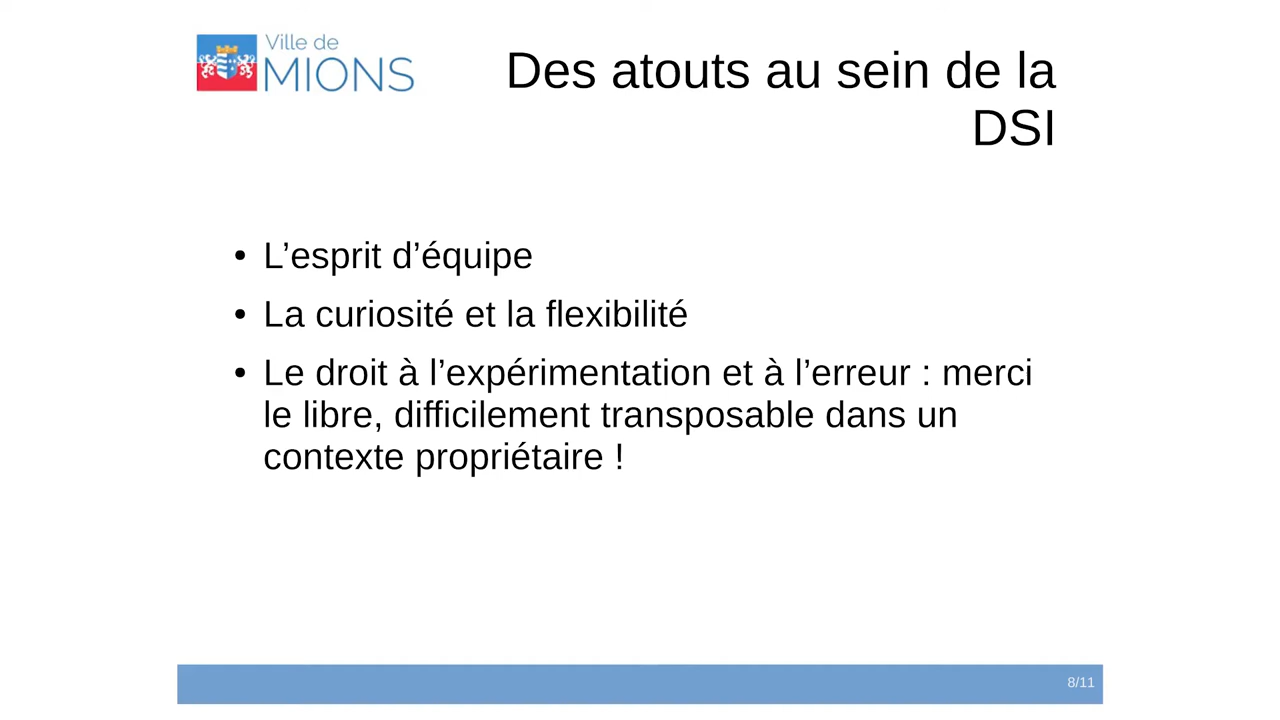 Ville de
MIONS
Des atouts au sein de la
DSI
• L’esprit d’équipe
• La curiosité et la flexibilité
• Le droit à l’expérimentation et à l’erreur : merci
le libre, difficilement transposable dans un
contexte propriétaire !
8/11